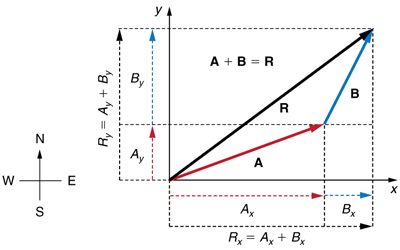 y
A + B = R
R
B
A
x
R_y = A_y + B_y
B_y
A_y
N
W
E
S
A_x
B_x
R_x = A_x + B_x